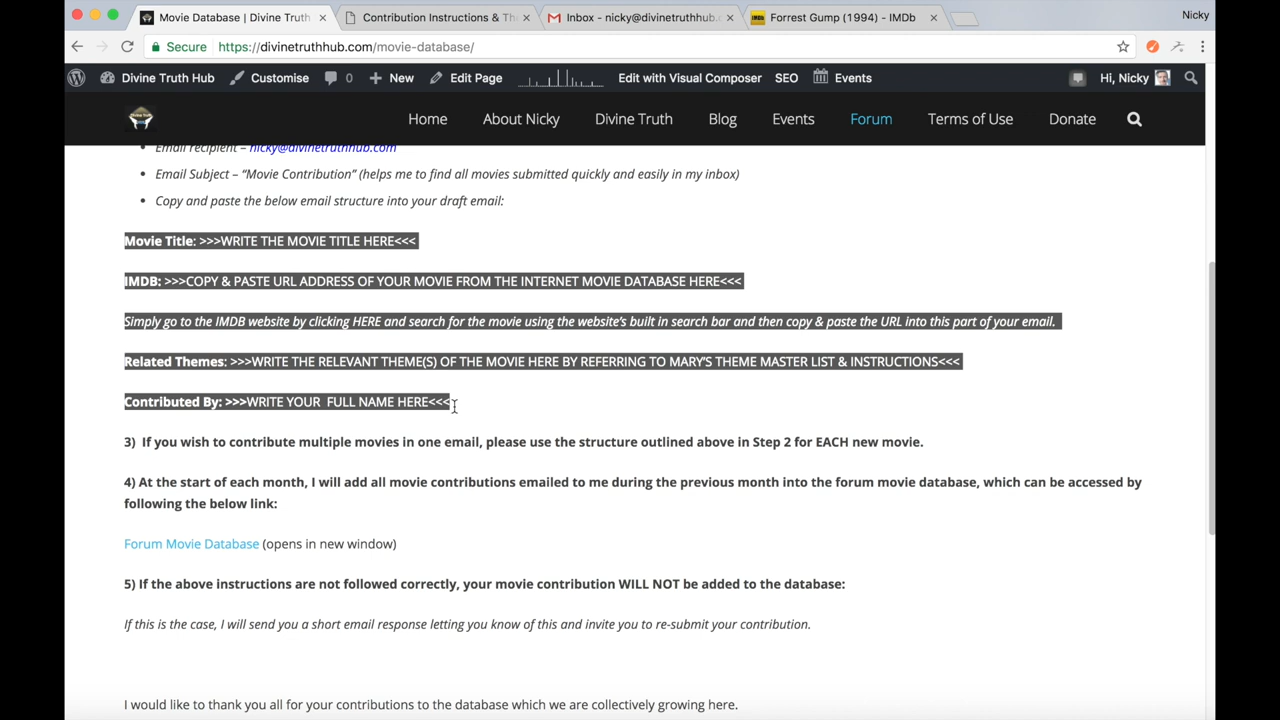 Movie Database | Divine Truth
Contribution Instructions & Th
Inbox - nicky@divinetruthhub.c
Forrest Gump (1994) - IMDb
Nicky
Secure
https://divinetruthhub.com/movie-database/
Divine Truth Hub
Customise
0
New
Edit Page
Edit with Visual Composer
SEO
Events
Hi, Nicky
Home
About Nicky
Divine Truth
Blog
Events
Forum
Terms of Use
Donate
• Email recipient – nicky@divinetruthhub.com
• Email Subject – “Movie Contribution” (helps me to find all movies submitted quickly and easily in my inbox)
• Copy and paste the below email structure into your draft email:
Movie Title: >>>WRITE THE MOVIE TITLE HERE<<<
IMDB: >>>COPY & PASTE URL ADDRESS OF YOUR MOVIE FROM THE INTERNET MOVIE DATABASE HERE<<<
Simply go to the IMDB website by clicking HERE and search for the movie using the website’s built in search bar and then copy & paste the URL into this part of your email.
Related Themes: >>>WRITE THE RELEVANT THEME(S) OF THE MOVIE HERE BY REFERRING TO MARY’S THEME MASTER LIST & INSTRUCTIONS<<<
Contributed By: >>>WRITE YOUR FULL NAME HERE<<<
3) If you wish to contribute multiple movies in one email, please use the structure outlined above in Step 2 for EACH new movie.
4) At the start of each month, I will add all movie contributions emailed to me during the previous month into the forum movie database, which can be accessed by
following the below link:
Forum Movie Database (opens in new window)
5) If the above instructions are not followed correctly, your movie contribution WILL NOT be added to the database:
If this is the case, I will send you a short email response letting you know of this and invite you to re-submit your contribution.
I would like to thank you all for your contributions to the database which we are collectively growing here.